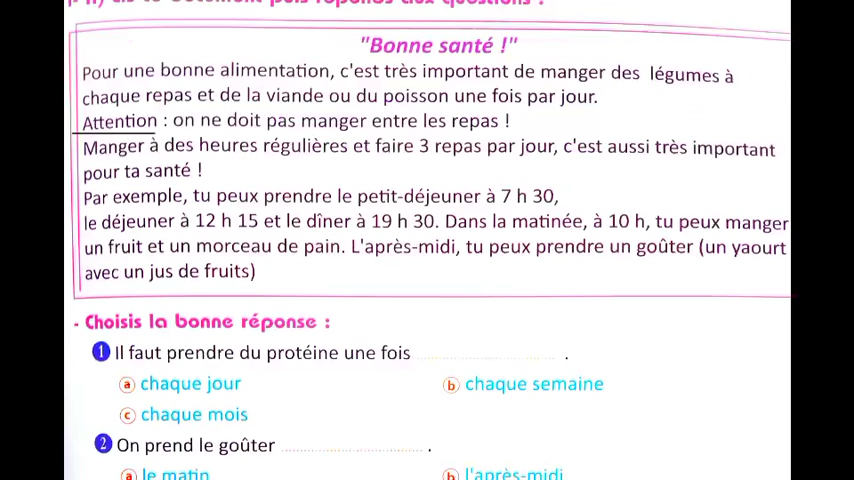 "Bonne santé !"
Pour une bonne alimentation, c'est très important de manger des légumes à
chaque repas et de la viande ou du poisson une fois par jour.
Attention : on ne doit pas manger entre les repas !
Manger à des heures régulières et faire 3 repas par jour, c'est aussi très important
pour ta santé !
Par exemple, tu peux prendre le petit-déjeuner à 7 h 30,
le déjeuner à 12 h 15 et le dîner à 19 h 30. Dans la matinée, à 10 h, tu peux manger
un fruit et un morceau de pain. L'après-midi, tu peux prendre un goûter (un yaourt
avec un jus de fruits)
- Choisis la bonne réponse :
1 Il faut prendre du protéine une fois .................... .
a chaque jour
b chaque semaine
c chaque mois
2 On prend le goûter .................... .
a le matin
b l'après-midi